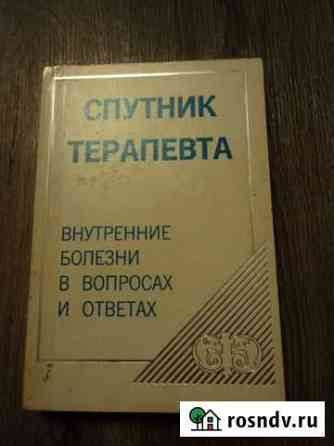 СПУТНИК
ТЕРАПЕВТА
ВНУТРЕННИЕ
БОЛЕЗНИ
В ВОПРОСАХ
И ОТВЕТАХ
rosndv.ru